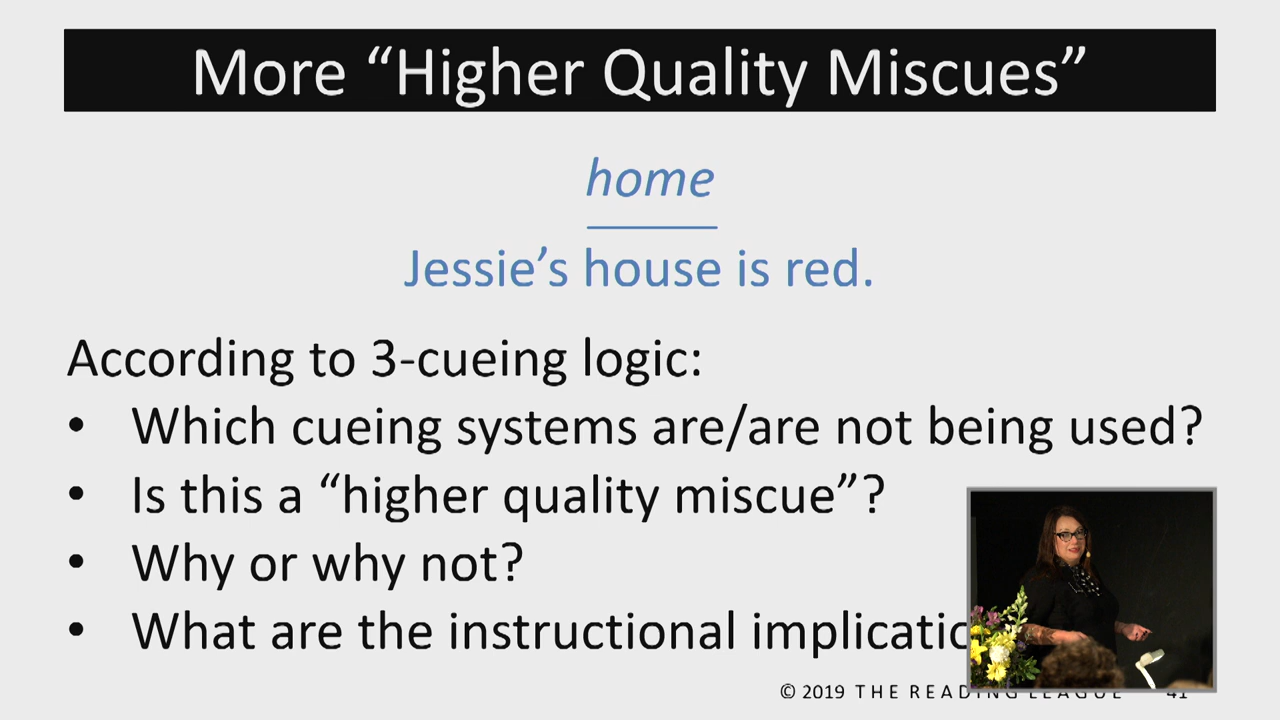 More “Higher Quality Miscues”
home
Jessie’s house is red.
According to 3-cueing logic:
• Which cueing systems are/are not being used?
• Is this a “higher quality miscue”?
• Why or why not?
• What are the instructional
© 2019 THE READING LEAGUE 41